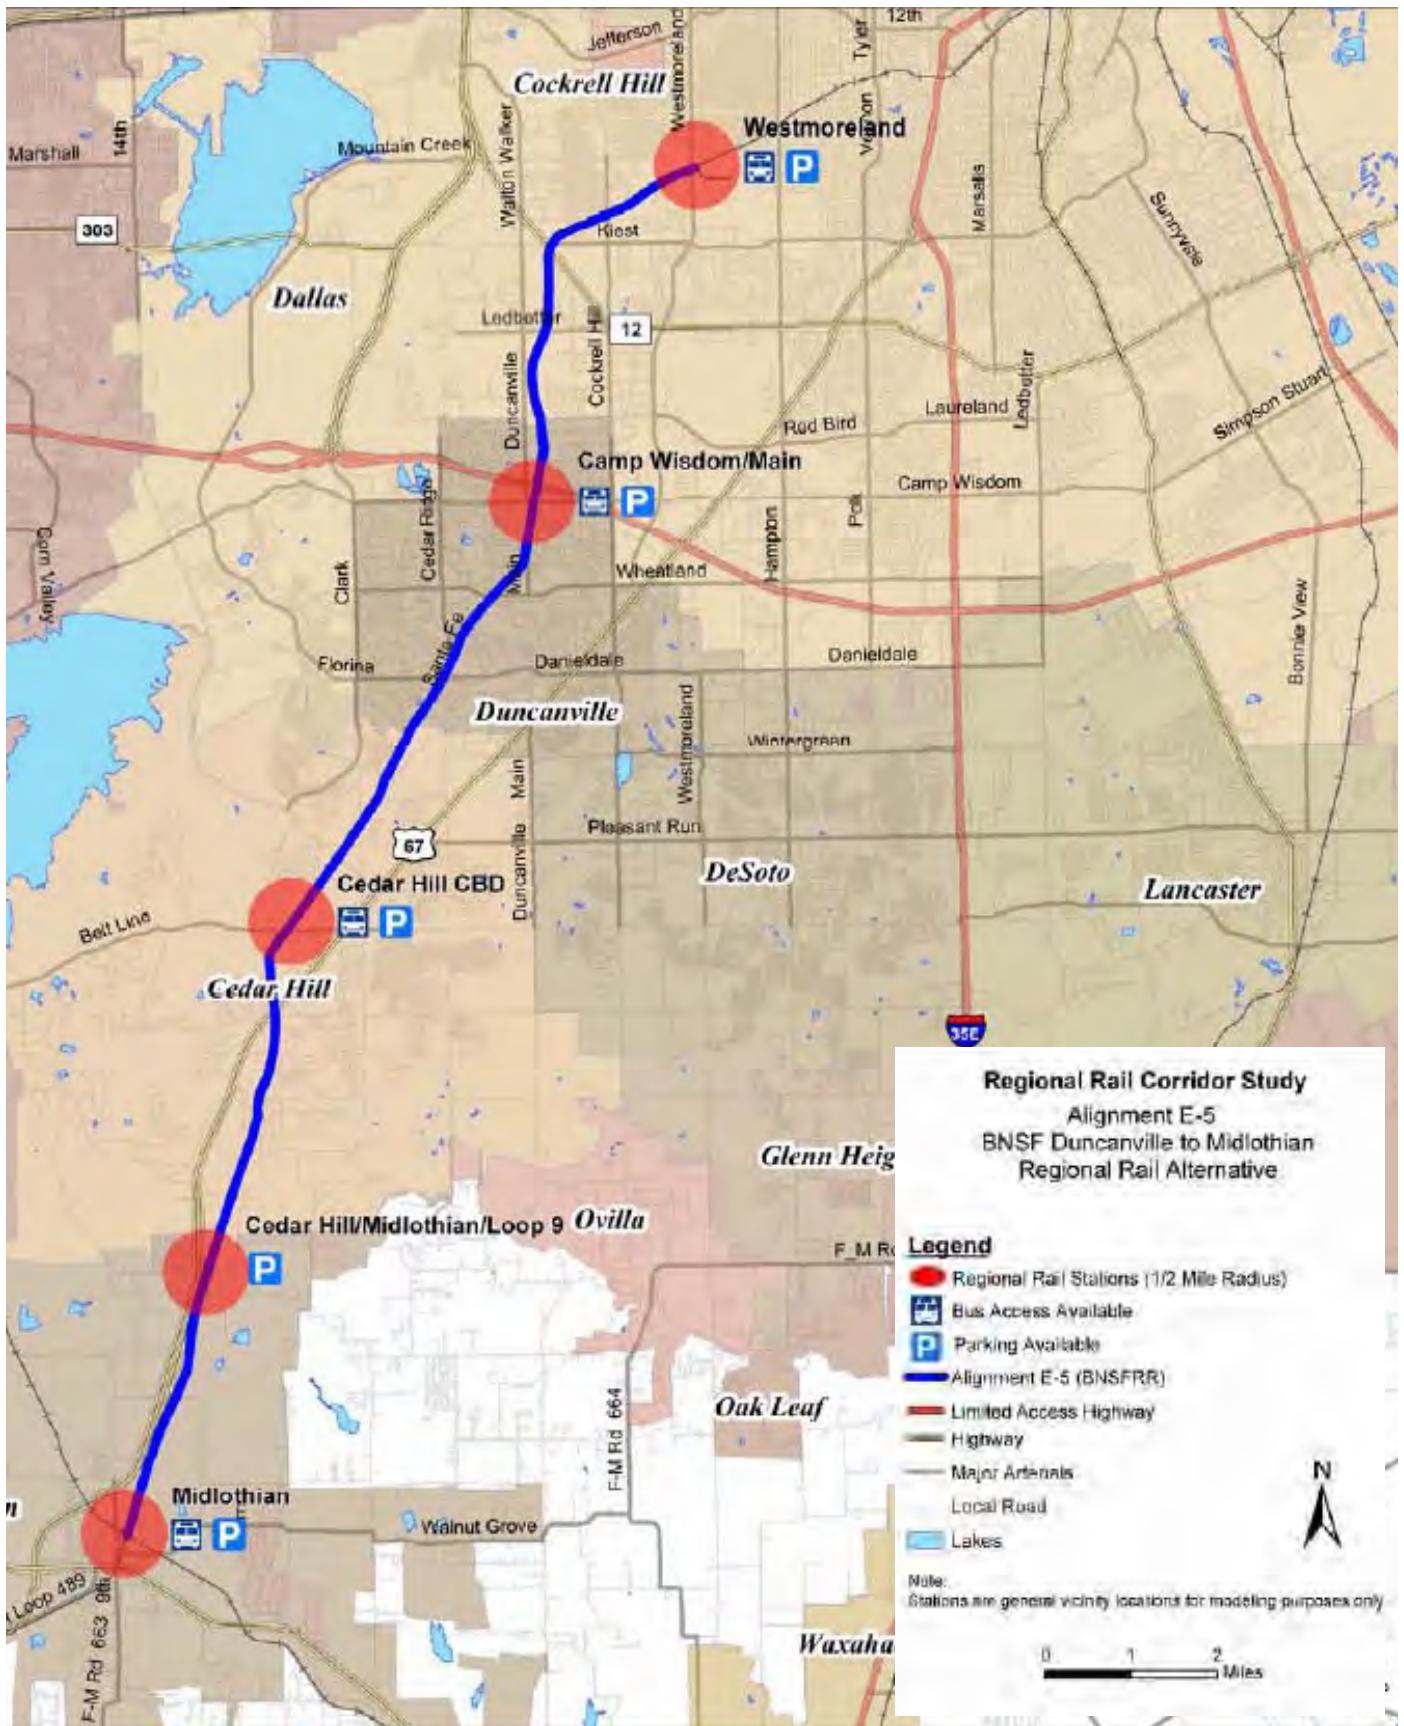 12th
Jefferson
Westmoreland
Tyler
Cockrell Hill
Westmoreland
Vernon
14th
Marshall
Mountain Creek
Walton Walker
Marsalis
Sunnyvale
303
Kiest
Dallas
Ledbetter
12
Cockrell Hill
Duncanville
Ledbetter
Simpson Stuart
Laureland
Red Bird
Camp Wisdom/Main
P
Camp Wisdom
Cedar Ridge
Polk
Hampton
Corn Valley
Clark
Main
Wheatland
Bonnie View
Santa Fe
Florina
Danieldale
Danieldale
Duncanville
Westmoreland
Wintergreen
Main
Pleasant Run
67
DeSoto
Duncanville
Cedar Hill CBD
P
Lancaster
Belt Line
Cedar Hill
35E
Regional Rail Corridor Study
Alignment E-5
BNSF Duncanville to Midlothian
Regional Rail Alternative
Glenn Heig
Cedar Hill/Midlothian/Loop 9
Ovilla
P
F_M Ro
Legend
Regional Rail Stations (1/2 Mile Radius)
Bus Access Available
P
Parking Available
Alignment E-5 (BNSFRR)
Limited Access Highway
Highway
Major Arterials
Local Road
Lakes
N
F-M Rd 664
Oak Leaf
Midlothian
P
n
Walnut Grove
Loop 489
9th
F-M Rd 663
Note:
Stations are general vicinity locations for modeling purposes only
Waxaha
0 1 2
Miles